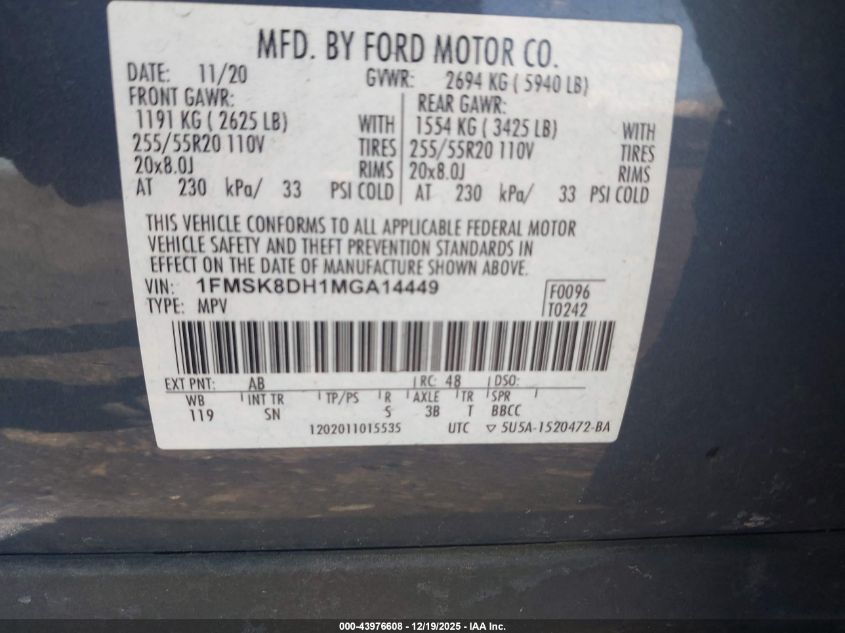 MFD. BY FORD MOTOR CO.
DATE: 11/20 GVWR: 2694 KG ( 5940 LB)
FRONT GAWR: REAR GAWR:
1191 KG ( 2625 LB) WITH 1554 KG ( 3425 LB) WITH
255/55R20 110V TIRES 255/55R20 110V TIRES
20x8.0J RIMS 20x8.0J RIMS
AT 230 kPa/ 33 PSI COLD AT 230 kPa/ 33 PSI COLD
THIS VEHICLE CONFORMS TO ALL APPLICABLE FEDERAL MOTOR
VEHICLE SAFETY AND THEFT PREVENTION STANDARDS IN
EFFECT ON THE DATE OF MANUFACTURE SHOWN ABOVE.
VIN: 1FMSK8DH1MGA14449 F0096
TYPE: MPV T0242
EXT PNT: AB RC: 48 DSO:
WB INT TR TP/PS R AXLE TR SPR
119 SN S 3B T BBCC
1202011015535 UTC ▽ 5U5A-1520472-BA
000-43976608 - 12/19/2025 - IAA Inc.